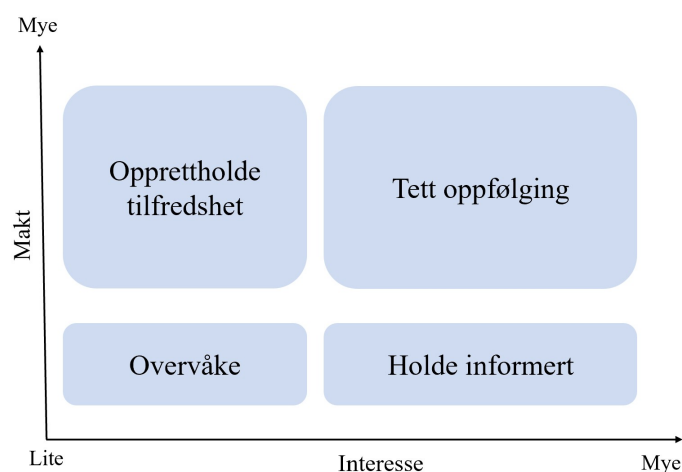 Mye
Opprettholde
tilfredshet
Tett oppfølging
Makt
Overvåke
Holde informert
Lite
Interesse
Mye